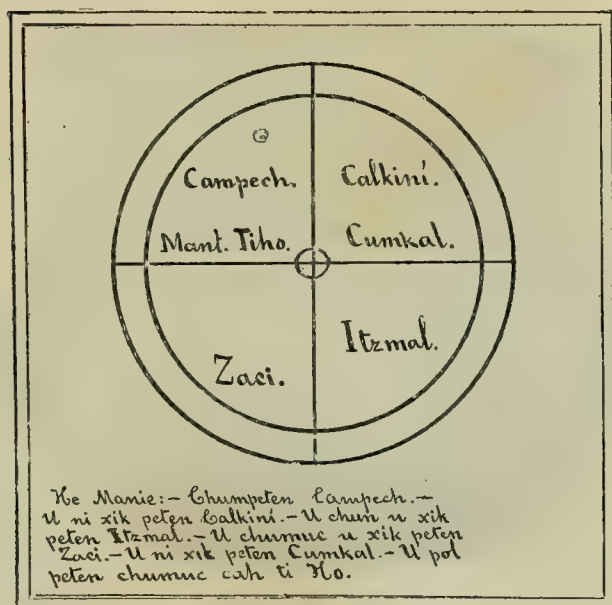 Campech.
Calkiní.
Mant. Tiho.
Cumkal.
Itzmal.
Zaci.
He Manie:– Chumpeten Campech.–
U ni xik peten Calkiní.– U chun u xik
peten Itzmal.– U chumuc u xik peten
Zaci.– U ni xik peten Cumkal.– U pol
peten chumuc cah ti Ho.